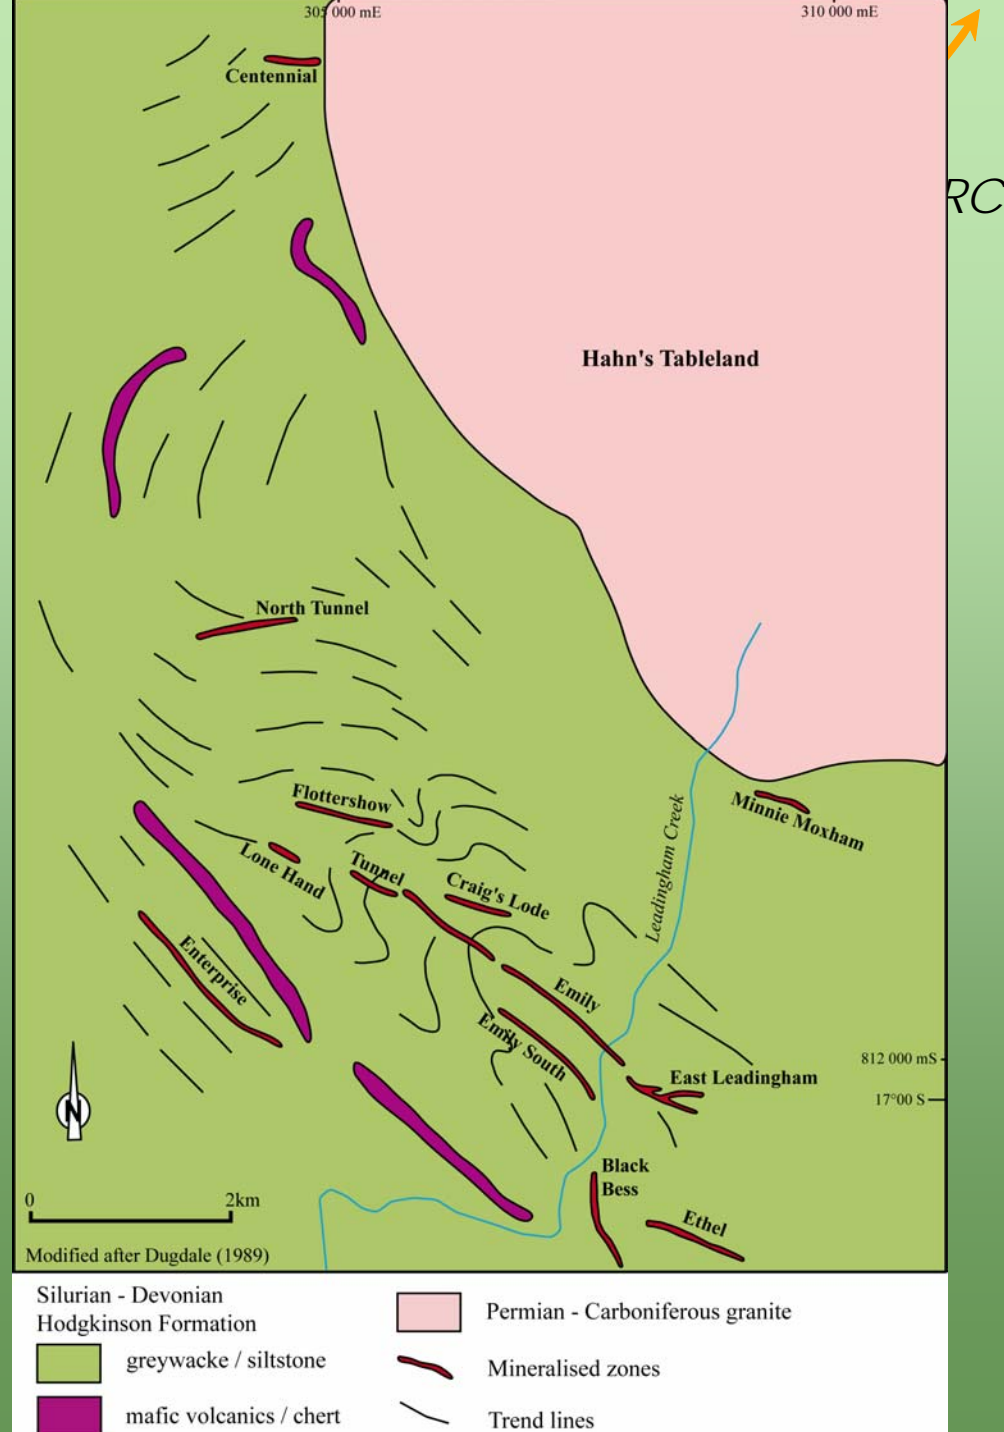 305 000 mE
310 000 mE
Centennial
RC
Hahn's Tableland
North Tunnel
Flottershow
Minnie Moxham
Lone Hand
Tunnel
Craig's Lode
Leadingham Creek
Enterprise
Emily
Emily South
812 000 mS
East Leadingham
17°00 S
N
Black
Bess
Ethel
0
2km
Modified after Dugdale (1989)
Silurian - Devonian
Hodgkinson Formation
greywacke / siltstone
mafic volcanics / chert
Permian - Carboniferous granite
Mineralised zones
Trend lines